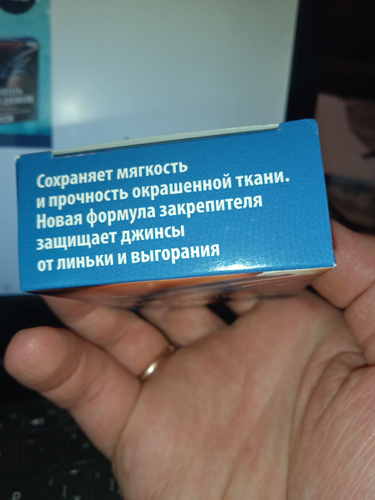 Сохраняет мягкость
и прочность окрашенной ткани.
Новая формула закрепителя
защищает джинсы
от линьки и выгорания